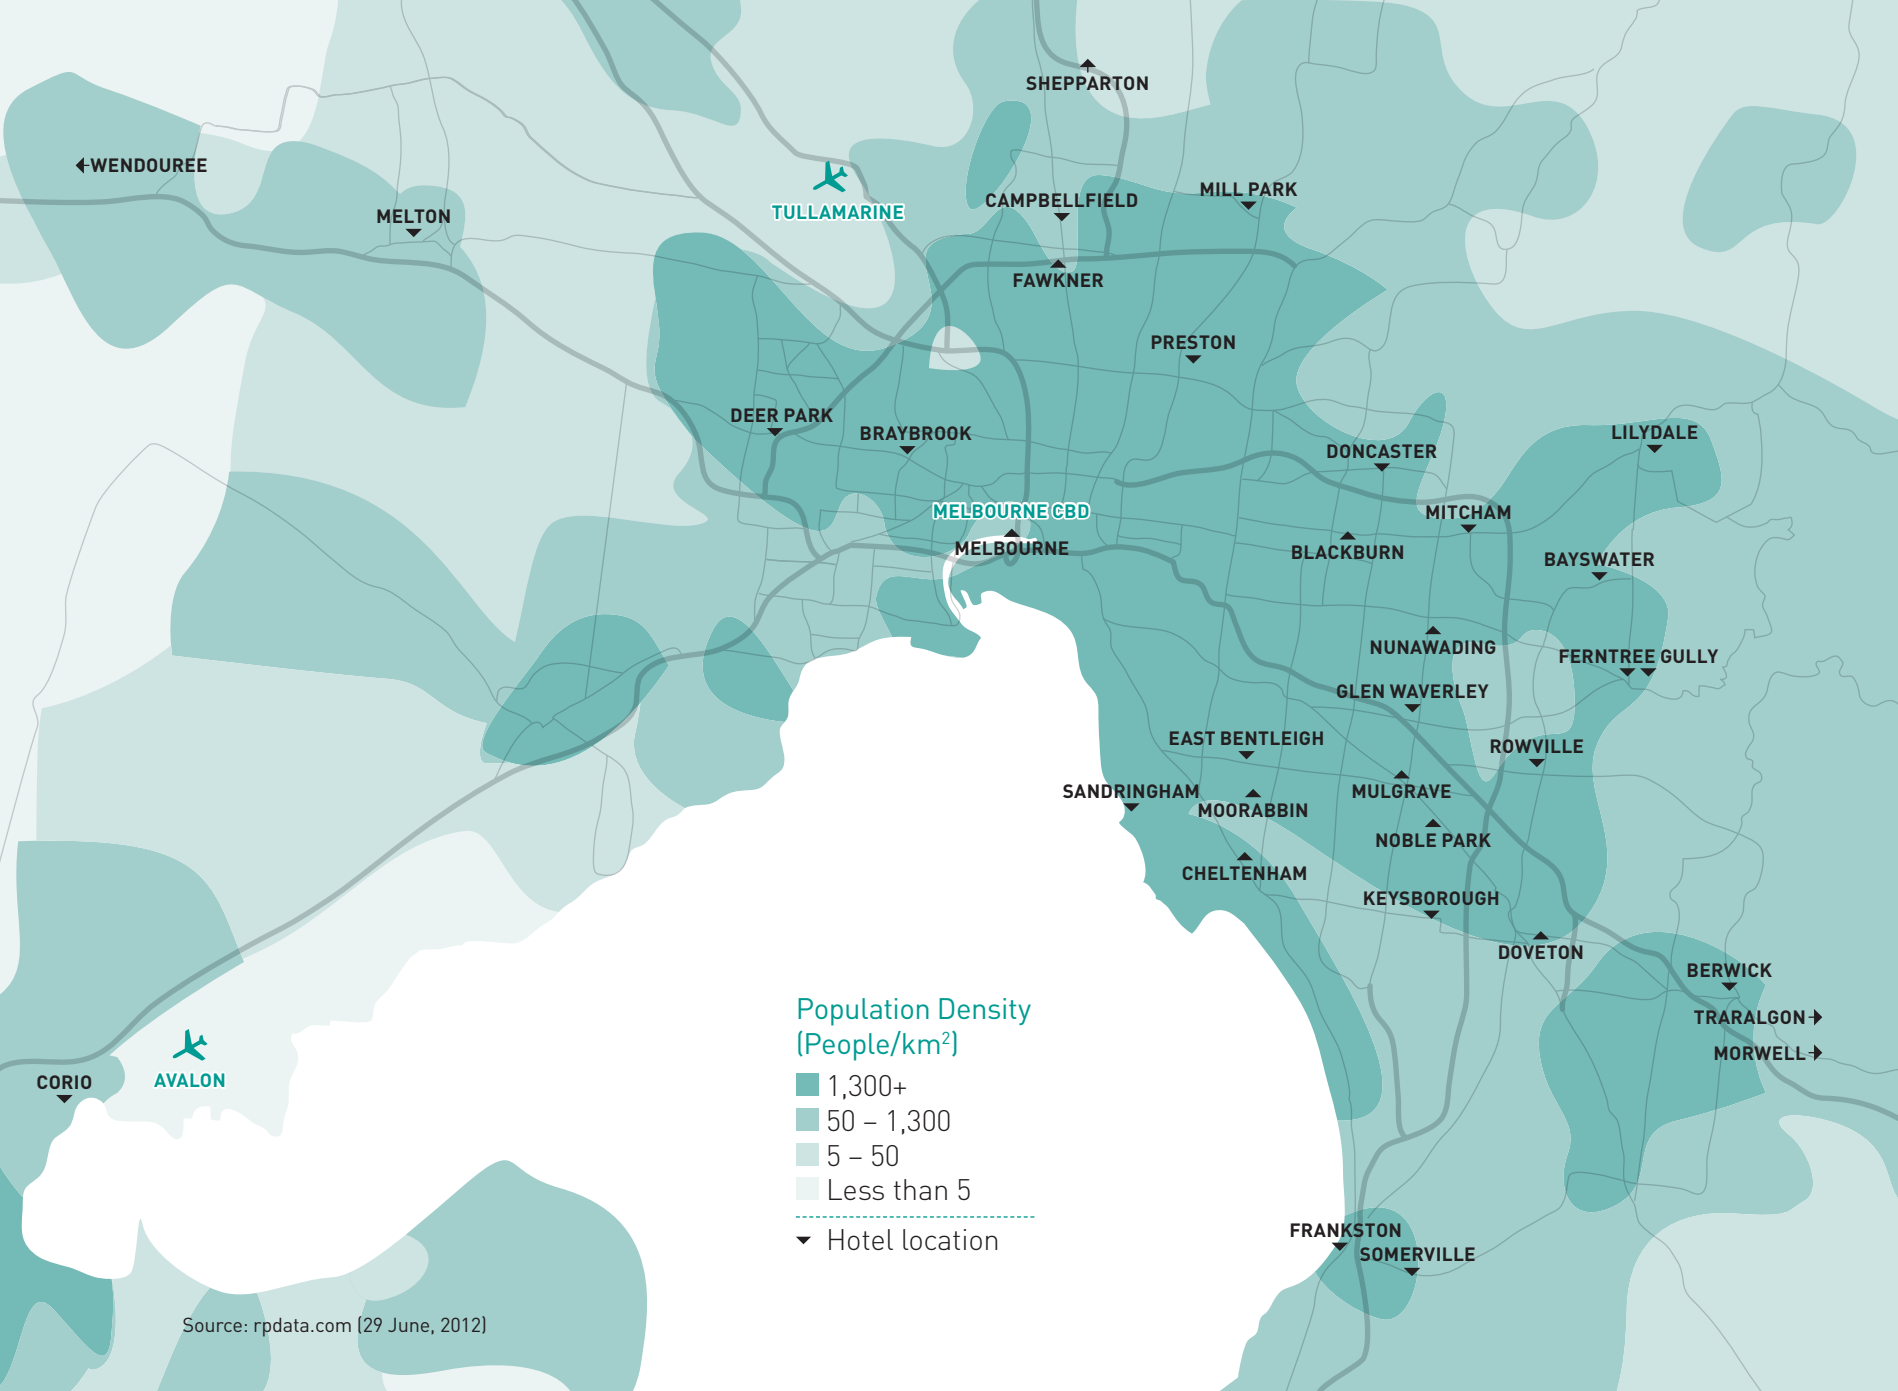 SHEPPARTON
WENDOUREE
MILL PARK
CAMPBELLFIELD
TULLAMARINE
MELTON
FAWKNER
PRESTON
DEER PARK
BRAYBROOK
LILYDALE
DONCASTER
MELBOURNE CBD
MITCHAM
MELBOURNE
BLACKBURN
BAYSWATER
NUNAWADING
FERNTREE GULLY
GLEN WAVERLEY
EAST BENTLEIGH
ROWVILLE
SANDRINGHAM
MULGRAVE
MOORABBIN
NOBLE PARK
CHELTENHAM
KEYSBOROUGH
DOVETON
BERWICK
TRARALGON
MORWELL
CORIO
AVALON
Population Density
(People/km²)
1,300+
50 – 1,300
5 – 50
Less than 5
Hotel location
FRANKSTON
SOMERVILLE
Source: rpdata.com (29 June, 2012)